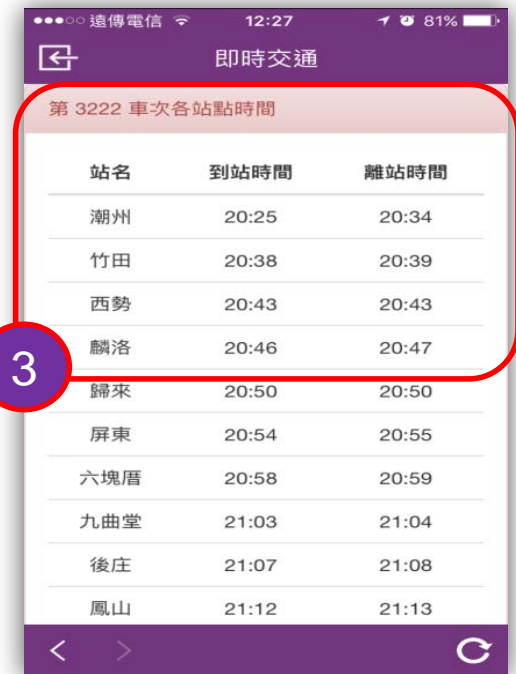 遠傳電信 12:27 81%
即時交通
第 3222 車次各站點時間
站名 到站時間 離站時間
潮州 20:25 20:34
竹田 20:38 20:39
西勢 20:43 20:43
麟洛 20:46 20:47
3
歸來 20:50 20:50
屏東 20:54 20:55
六塊厝 20:58 20:59
九曲堂 21:03 21:04
後庄 21:07 21:08
鳳山 21:12 21:13